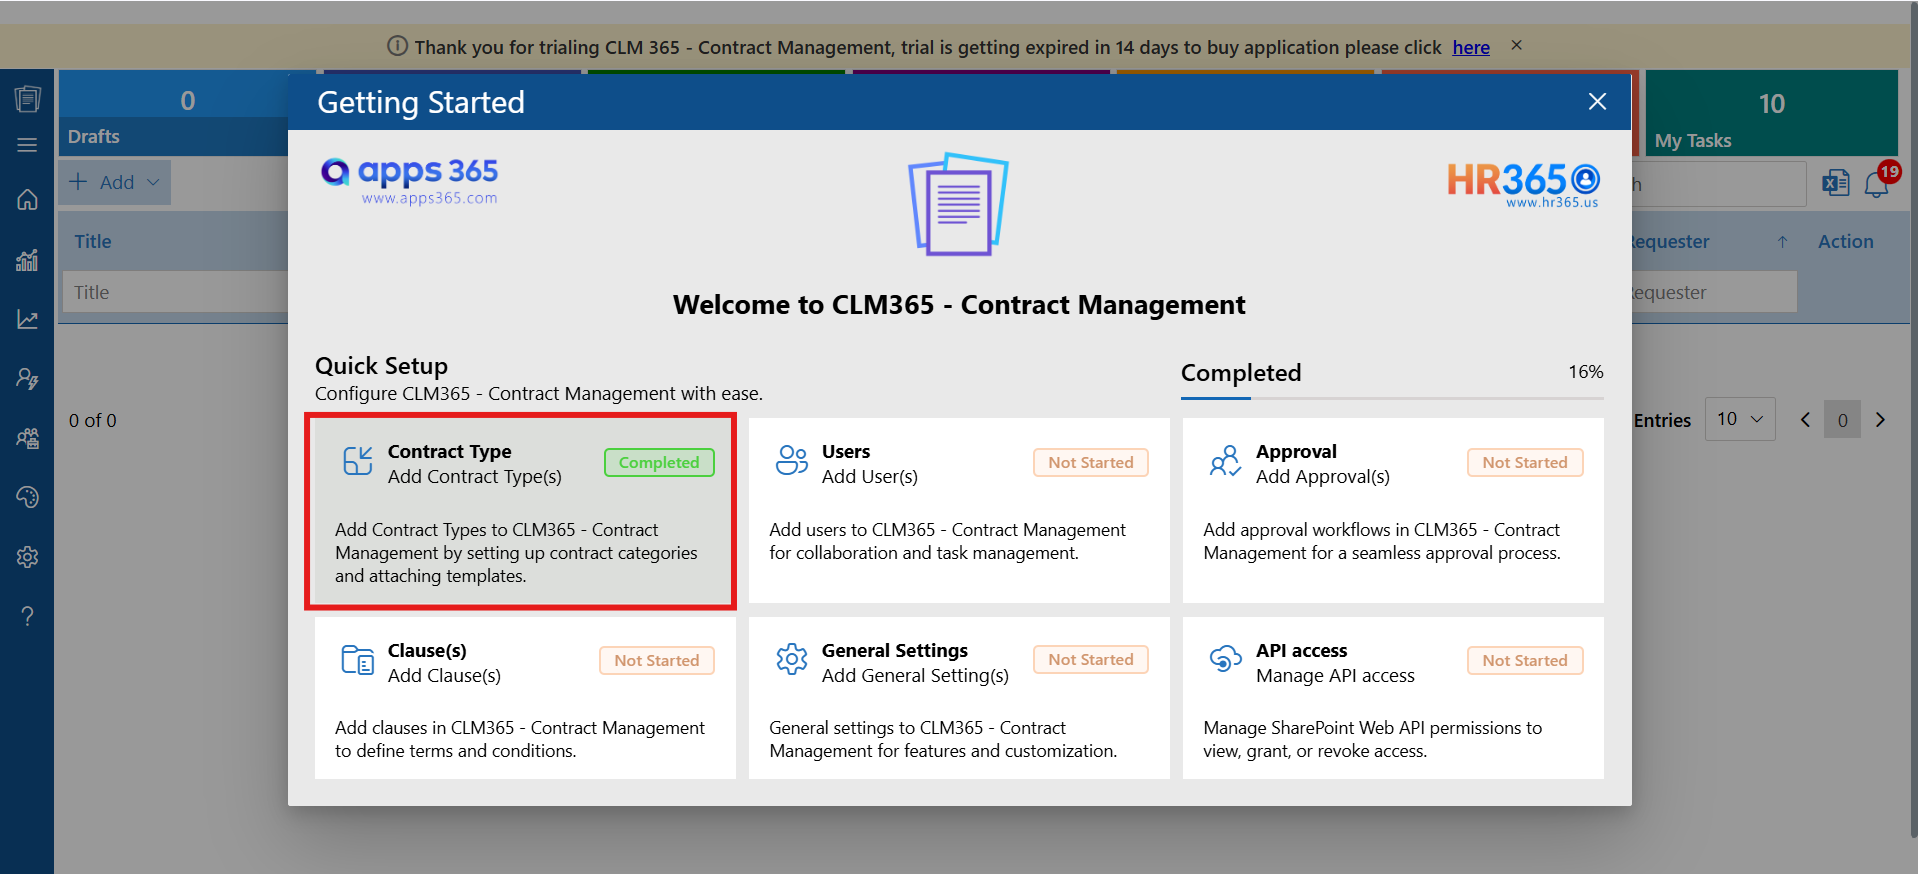 Thank you for trialing CLM 365 - Contract Management, trial is getting expired in 14 days to buy application please click here
0
Drafts
10
My Tasks
Getting Started
+ Add
19
apps 365
www.apps365.com
HR365
www.hr365.us
Title
Requester
Action
Title
Requester
Welcome to CLM365 - Contract Management
Quick Setup
Configure CLM365 - Contract Management with ease.
Completed
16%
0 of 0
Entries
10
0
Contract Type
Add Contract Type(s)
Completed
Add Contract Types to CLM365 - Contract
Management by setting up contract categories
and attaching templates.
Users
Add User(s)
Not Started
Add users to CLM365 - Contract Management
for collaboration and task management.
Approval
Add Approval(s)
Not Started
Add approval workflows in CLM365 - Contract
Management for a seamless approval process.
Clause(s)
Add Clause(s)
Not Started
Add clauses in CLM365 - Contract Management
to define terms and conditions.
General Settings
Add General Setting(s)
Not Started
General settings to CLM365 - Contract
Management for features and customization.
API access
Manage API access
Not Started
Manage SharePoint Web API permissions to
view, grant, or revoke access.